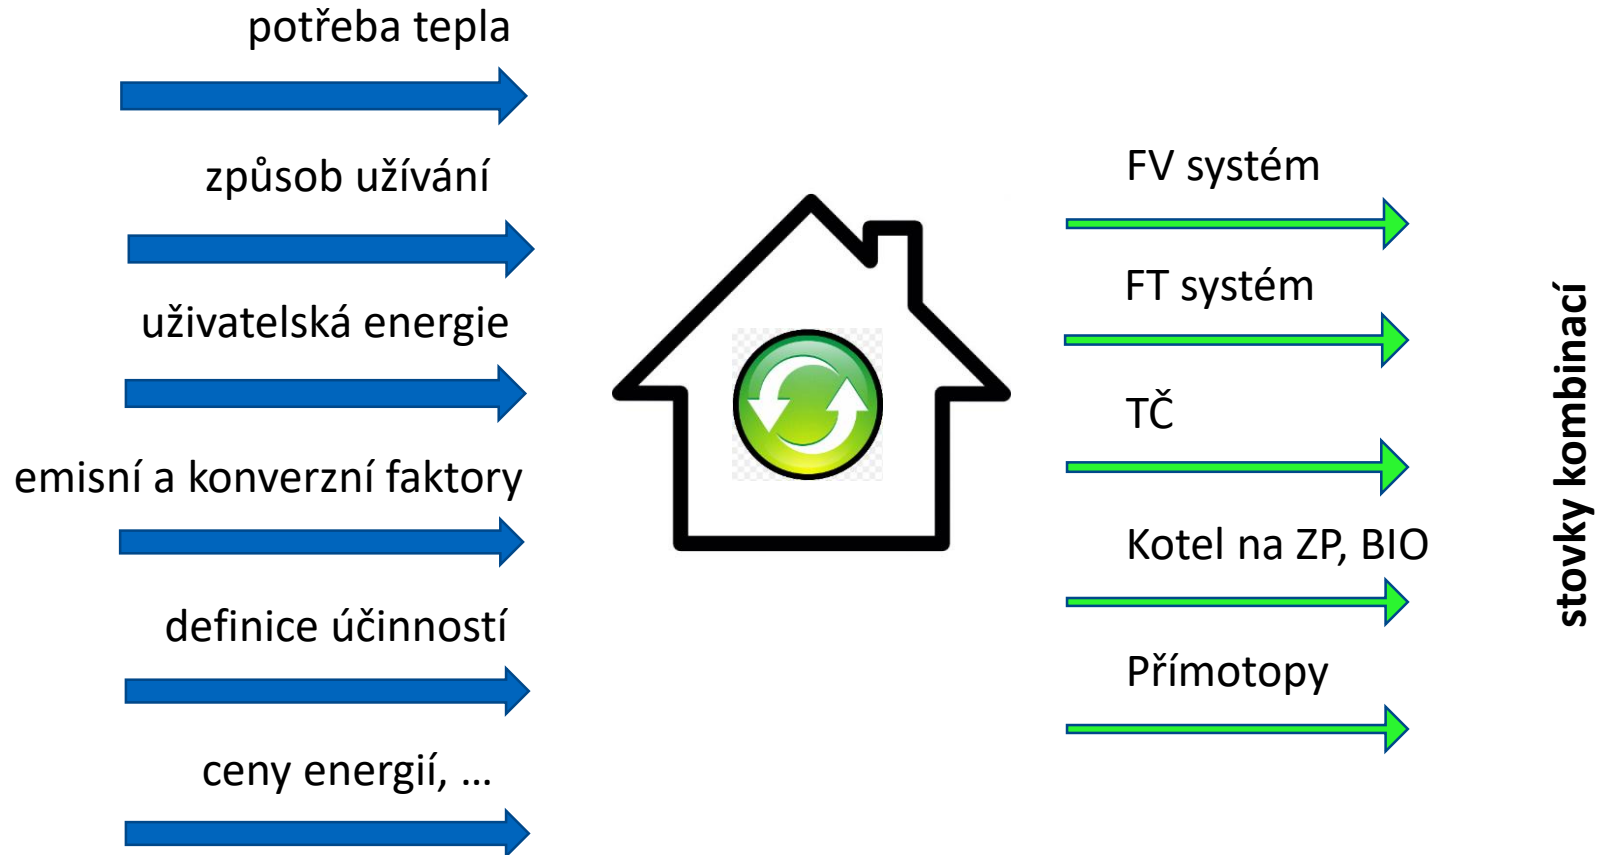 potřeba tepla
způsob užívání
uživatelská energie
emisní a konverzní faktory
definice účinností
ceny energií, ...
FV systém
FT systém
TČ
Kotel na ZP, BIO
Přímotopy
stovky kombinací